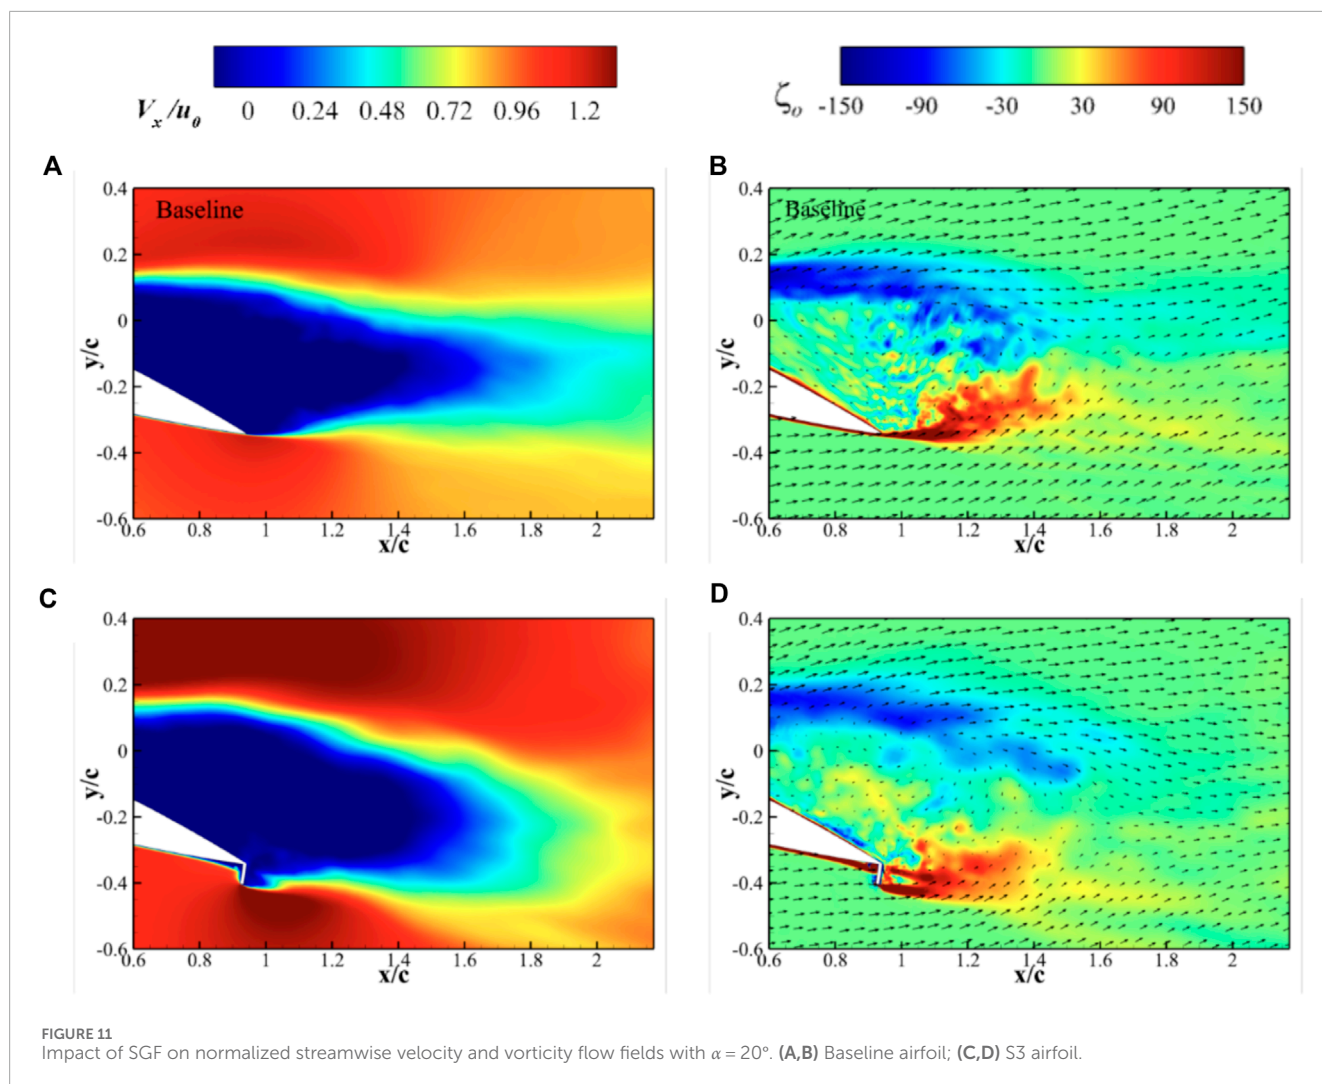 V_x/u_0 0 0.24 0.48 0.72 0.96 1.2
ζ_o -150 -90 -30 30 90 150
A
Baseline
0.4
0.2
0
-0.2
-0.4
-0.6
y/c
0.6 0.8 1 1.2 1.4 1.6 1.8 2
x/c
B
Baseline
0.4
0.2
0
-0.2
-0.4
-0.6
y/c
0.6 0.8 1 1.2 1.4 1.6 1.8 2
x/c
C
0.4
0.2
0
-0.2
-0.4
-0.6
y/c
0.6 0.8 1 1.2 1.4 1.6 1.8 2
x/c
D
0.4
0.2
0
-0.2
-0.4
-0.6
y/c
0.6 0.8 1 1.2 1.4 1.6 1.8 2
x/c
FIGURE 11
Impact of SGF on normalized streamwise velocity and vorticity flow fields with α = 20°. (A,B) Baseline airfoil; (C,D) S3 airfoil.